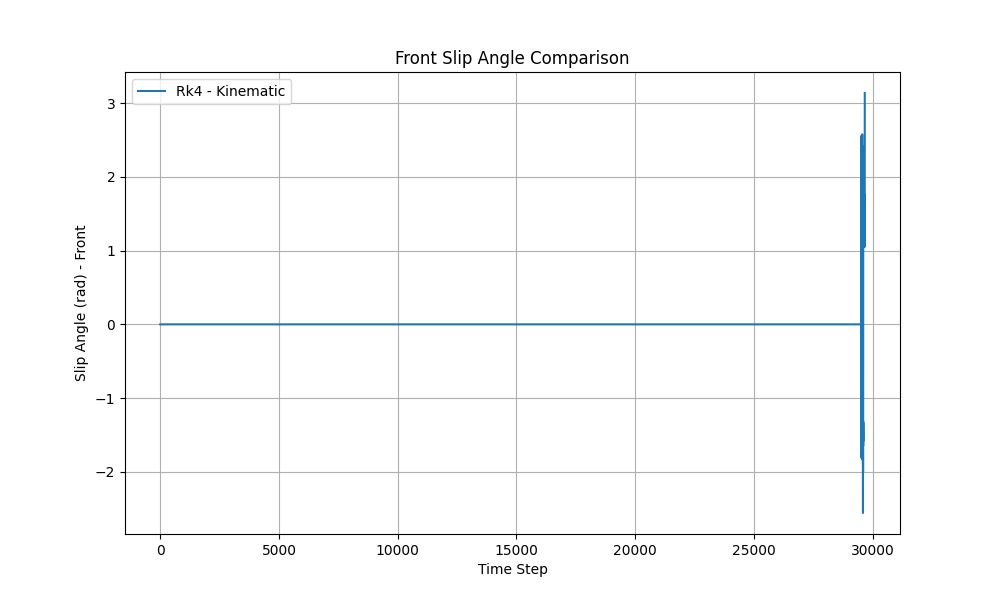 Front Slip Angle Comparison
Rk4 - Kinematic
Slip Angle (rad) - Front
3
2
1
0
−1
−2
0 5000 10000 15000 20000 25000 30000
Time Step